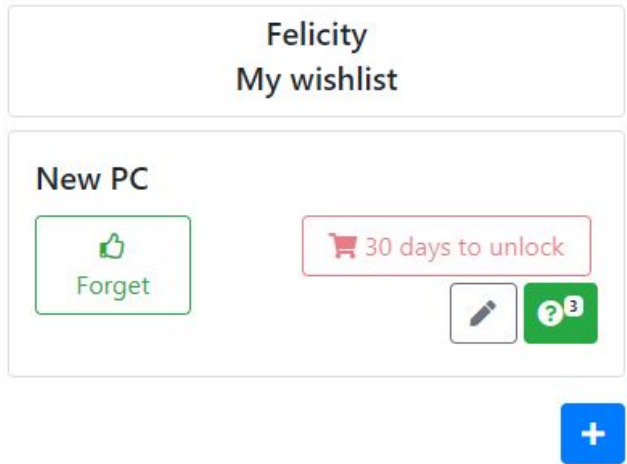 Felicity
My wishlist
New PC
Forget
30 days to unlock
3
+